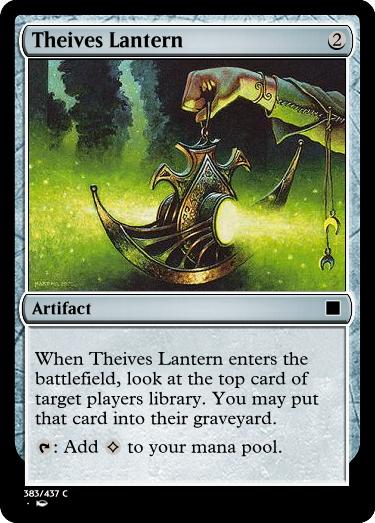 Theives Lantern
2
Artifact
When Theives Lantern enters the
battlefield, look at the top card of
target players library. You may put
that card into their graveyard.
: Add to your mana pool.
383/437 C